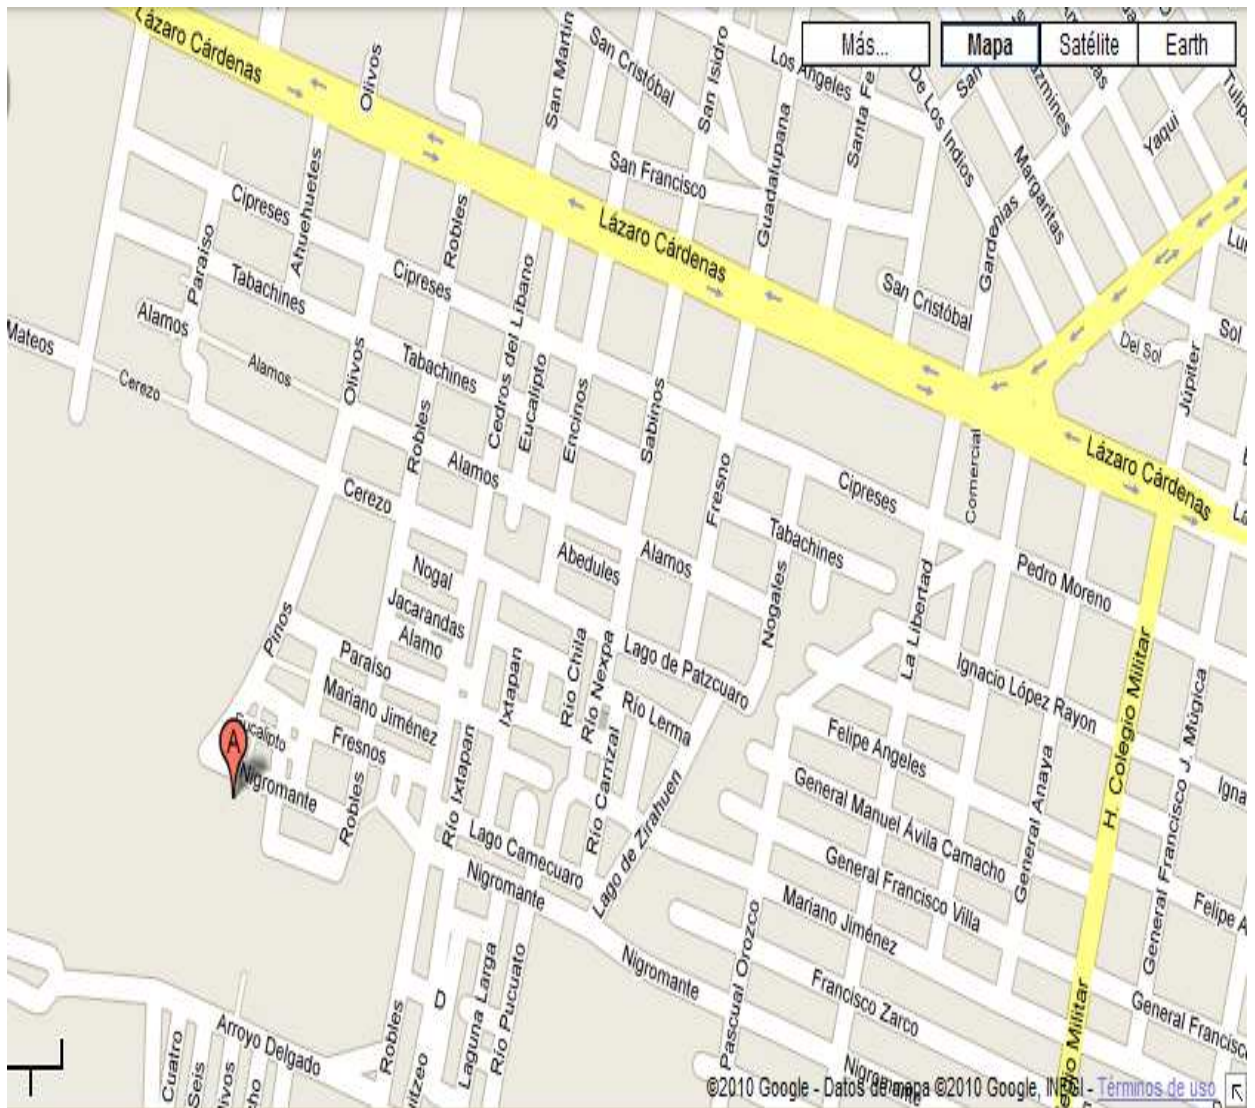 Más...
Mapa
Satélite
Earth
Lázaro Cárdenas
Olivos
San Martin
San Cristóbal
San Isidro
Los Angeles
Santa Fe
De Los Indios
Guadalupana
San Francisco
Margaritas
Yaqui
Gardenias
Cipreses
Ahuehuetes
Paraíso
Robles
Lázaro Cárdenas
Cipreses
Tabachines
Cedros del Líbano
San Cristóbal
Sol
Del Sol
Júpiter
Alamos
Mateos
Alamos
Cerezo
Olivos
Tabachines
Eucalipto
Encinos
Sabinos
Robles
Alamos
Cerezo
Fresno
Cipreses
Comercial
Lázaro Cárdenas
Tabachines
Abedules
Alamos
Nogal
Jacarandas
Alamo
Nogales
La Libertad
Pedro Moreno
Pinos
Paraíso
Mariano Jiménez
Ixtapan
Río Chila
Río Nexpa
Lago de Patzcuaro
Río Lerma
Ignacio López Rayon
H. Colegio Militar
General Francisco J. Múgica
A
Fresnos
Nigromante
Robles
Río Ixtapan
Río Carrizal
Lago de Zirahuen
Felipe Angeles
General Manuel Ávila Camacho
General Anaya
Lago Camecuaro
Nigromante
General Francisco Villa
Mariano Jiménez
Felipe A
Nigromante
Pascual Orozco
Francisco Zarco
General Francisc
D
Robles
Laguna Larga
Río Pucuato
Arroyo Delgado
Cuatro
Seis
©2010 Google - Datos de mapa ©2010 Google, INEGI - Términos de uso